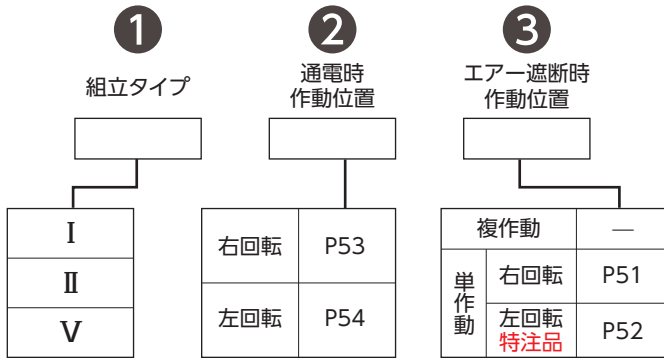 1
組立タイプ
2
通電時
作動位置
3
エアー遮断時
作動位置
Ⅰ
Ⅱ
Ⅴ
右回転 P53
左回転 P54
複作動 —
単作動
右回転 P51
左回転
特注品 P52